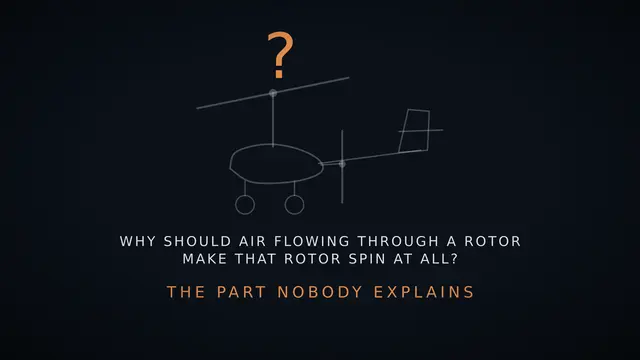 ?
WHY SHOULD AIR FLOWING THROUGH A ROTOR
MAKE THAT ROTOR SPIN AT ALL?
THE PART NOBODY EXPLAINS